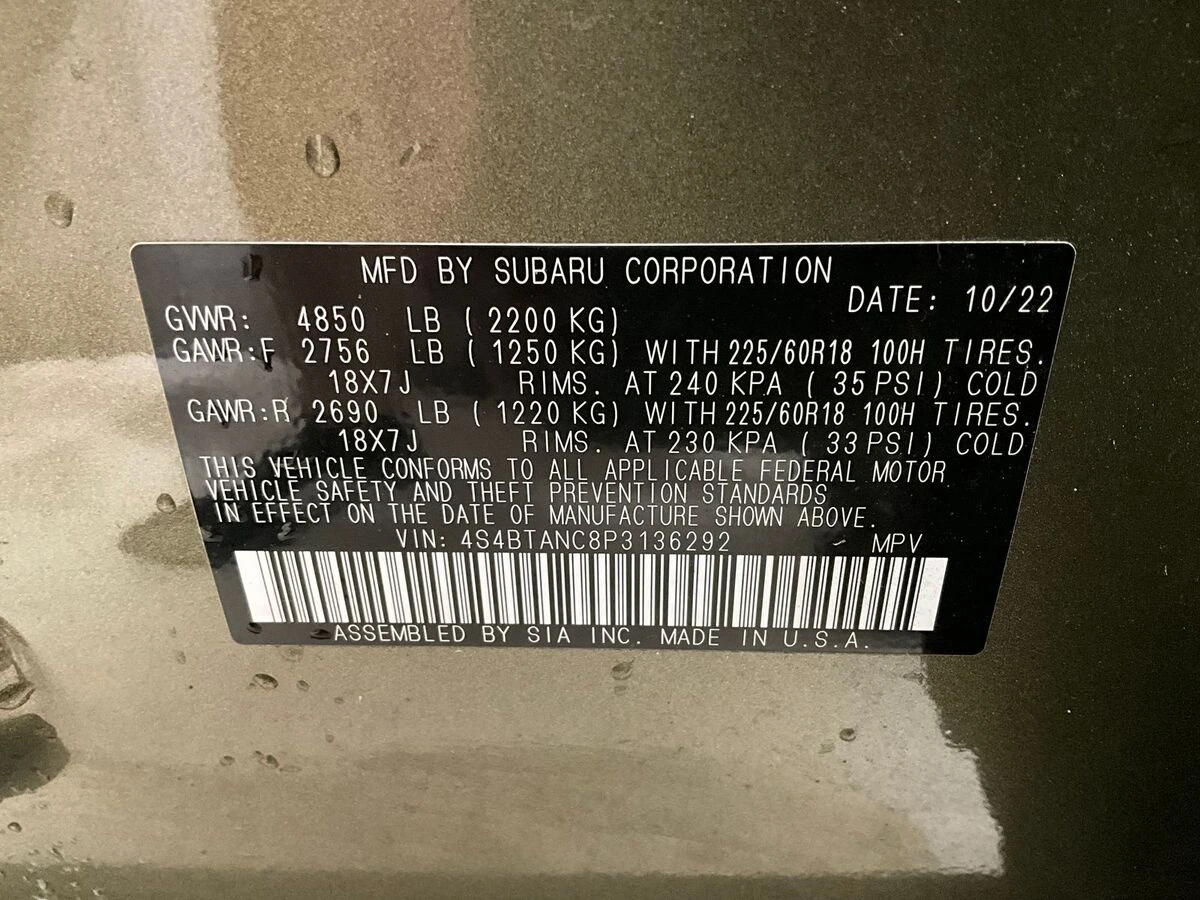 MFD BY SUBARU CORPORATION
DATE: 10/22
GVWR: 4850 LB ( 2200 KG)
GAWR:F 2756 LB ( 1250 KG) WITH 225/60R18 100H TIRES.
18X7J RIMS. AT 240 KPA ( 35 PSI) COLD
GAWR:R 2690 LB ( 1220 KG) WITH 225/60R18 100H TIRES.
18X7J RIMS. AT 230 KPA ( 33 PSI) COLD
THIS VEHICLE CONFORMS TO ALL APPLICABLE FEDERAL MOTOR
VEHICLE SAFETY AND THEFT PREVENTION STANDARDS
IN EFFECT ON THE DATE OF MANUFACTURE SHOWN ABOVE.
VIN: 4S4BTANC8P3136292 MPV
ASSEMBLED BY SIA INC. MADE IN U.S.A.